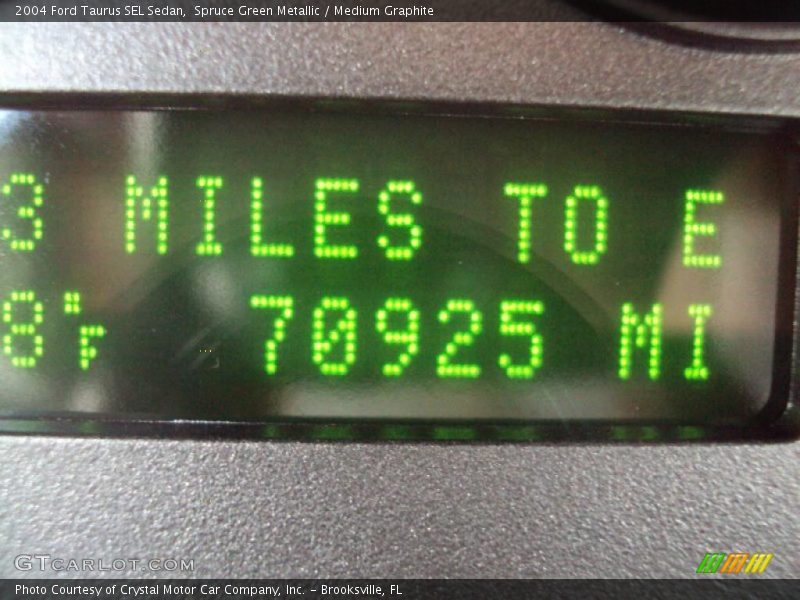 2004 Ford Taurus SEL Sedan, Spruce Green Metallic / Medium Graphite
3 MILES TO E
8°F 70925 MI
GTcarlot.com
Photo Courtesy of Crystal Motor Car Company, Inc. – Brooksville, FL